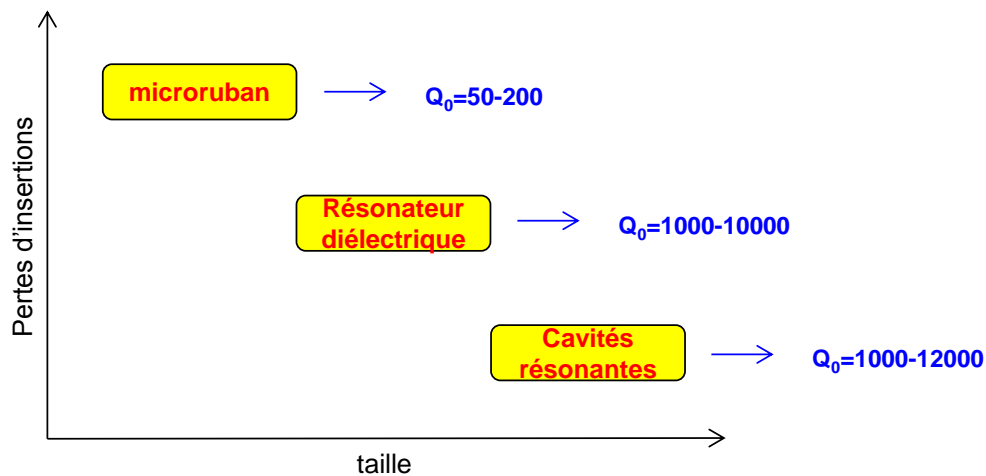 Pertes d'insertions
microruban
Q₀=50-200
Résonateur
diélectrique
Q₀=1000-10000
Cavités
résonantes
Q₀=1000-12000
taille